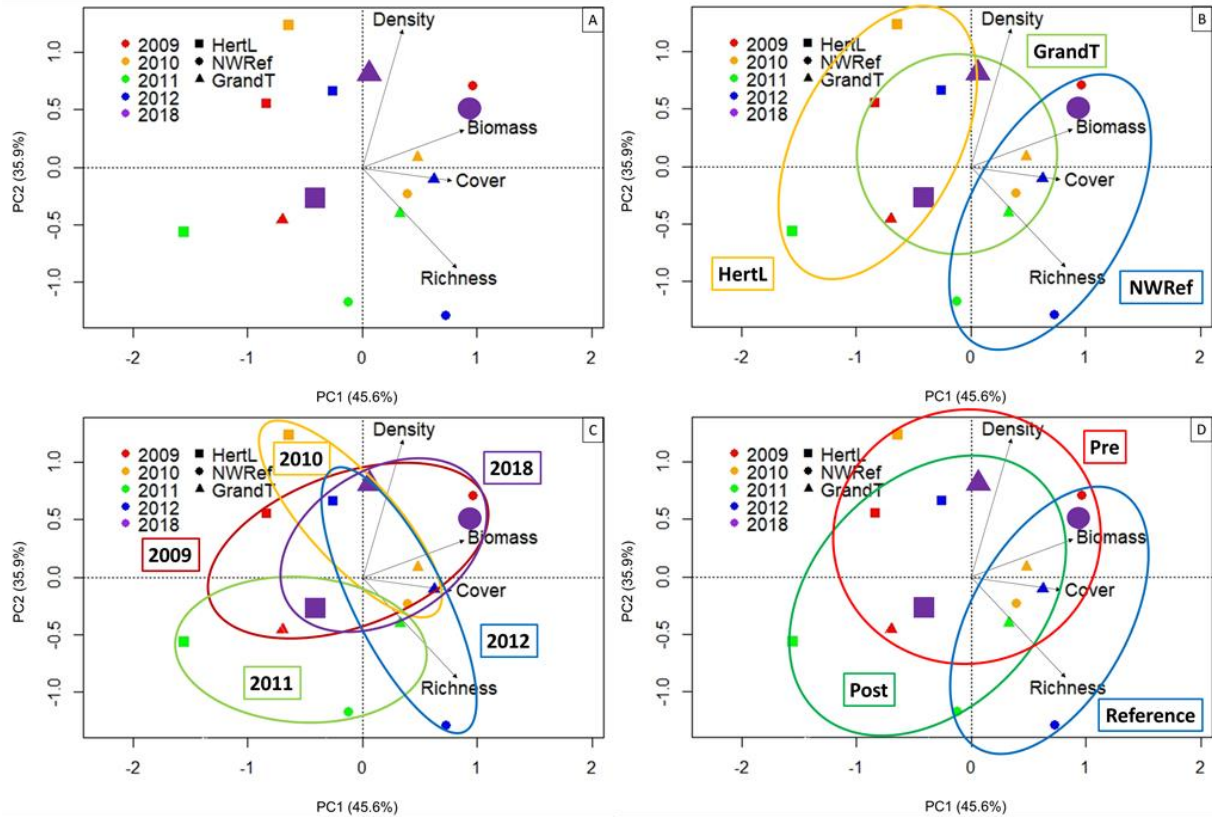 A
Density
2009 HertL
2010 NWRef
2011 GrandT
2012
2018
Biomass
Cover
Richness
PC2 (35.9%)
1.0
0.5
0.0
-0.5
-1.0
-2 -1 0 1 2
PC1 (45.6%)
B
Density
2009 HertL
2010 NWRef
2011 GrandT
2012
2018
GrandT
Biomass
Cover
Richness
HertL
NWRef
PC2 (35.9%)
1.0
0.5
0.0
-0.5
-1.0
-2 -1 0 1 2
PC1 (45.6%)
C
Density
2009 HertL
2010 NWRef
2011 GrandT
2012
2018
2010
2018
2009
Biomass
Cover
2012
2011
Richness
PC2 (35.9%)
1.0
0.5
0.0
-0.5
-1.0
-2 -1 0 1 2
PC1 (45.6%)
D
Density
2009 HertL
2010 NWRef
2011 GrandT
2012
2018
Pre
Biomass
Cover
Richness
Post
Reference
PC2 (35.9%)
1.0
0.5
0.0
-0.5
-1.0
-2 -1 0 1 2
PC1 (45.6%)